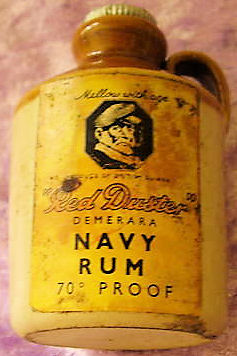 Mellow with age
"Red Duster"
DEMERARA
NAVY
RUM
70° PROOF